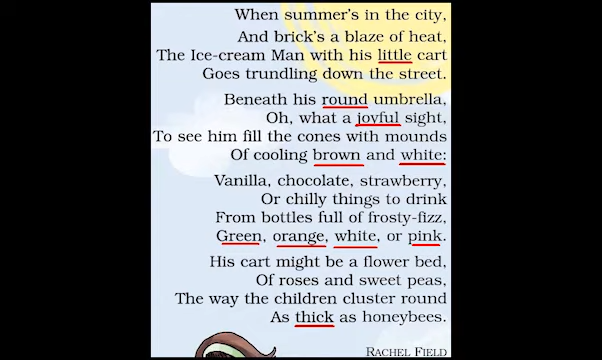 When summer's in the city,
And brick's a blaze of heat,
The Ice-cream Man with his little cart
Goes trundling down the street.
Beneath his round umbrella,
Oh, what a joyful sight,
To see him fill the cones with mounds
Of cooling brown and white:
Vanilla, chocolate, strawberry,
Or chilly things to drink
From bottles full of frosty-fizz,
Green, orange, white, or pink.
His cart might be a flower bed,
Of roses and sweet peas,
The way the children cluster round
As thick as honeybees.
RACHEL FIELD